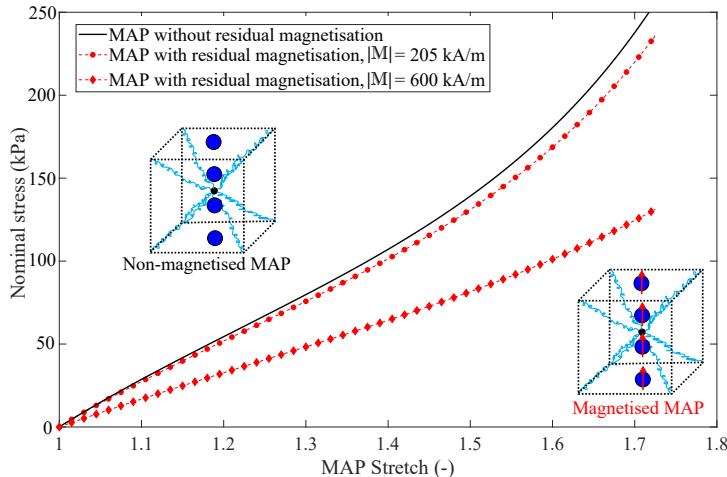 MAP without residual magnetisation
MAP with residual magnetisation, |M| = 205 kA/m
MAP with residual magnetisation, |M| = 600 kA/m
Nominal stress (kPa)
250
200
150
100
50
0
Non-magnetised MAP
Magnetised MAP
1 1.1 1.2 1.3 1.4 1.5 1.6 1.7 1.8
MAP Stretch (-)